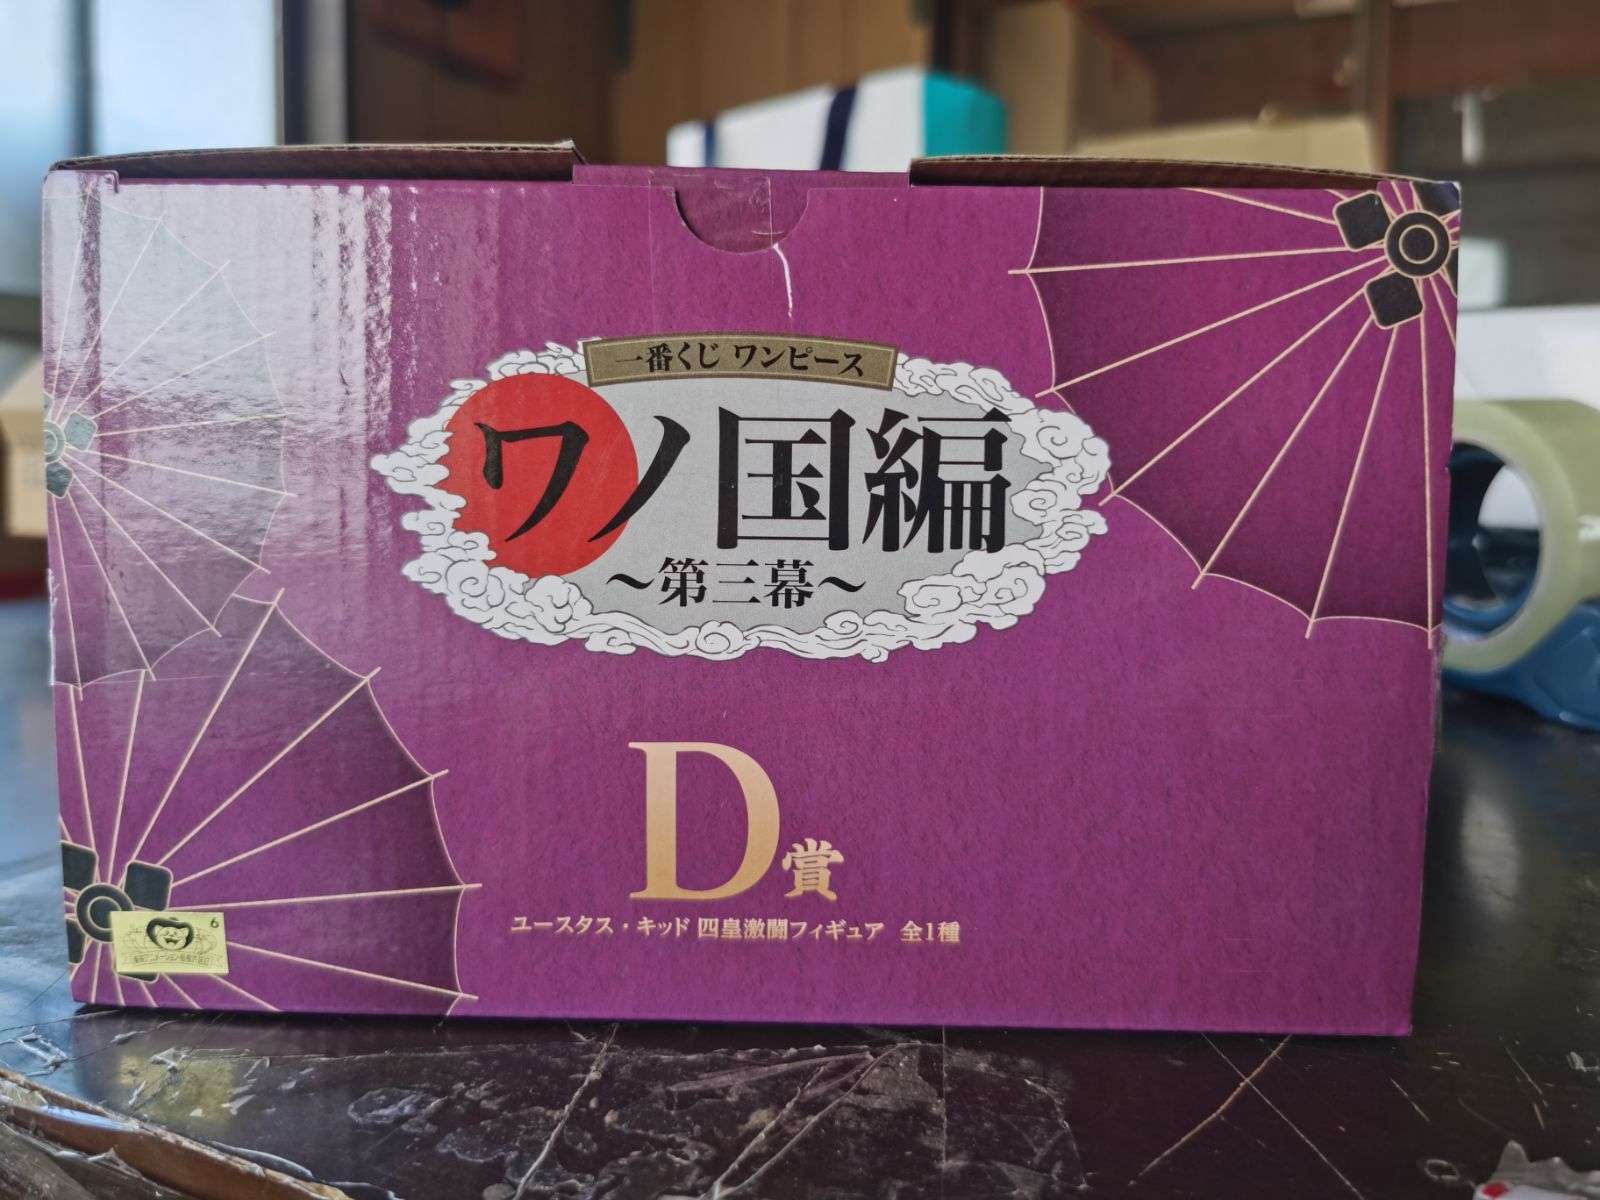 一番くじ ワンピース
ワノ国編
～第三幕～
D賞
ユースタス・キッド 四皇激闘フィギュア 全1種
6